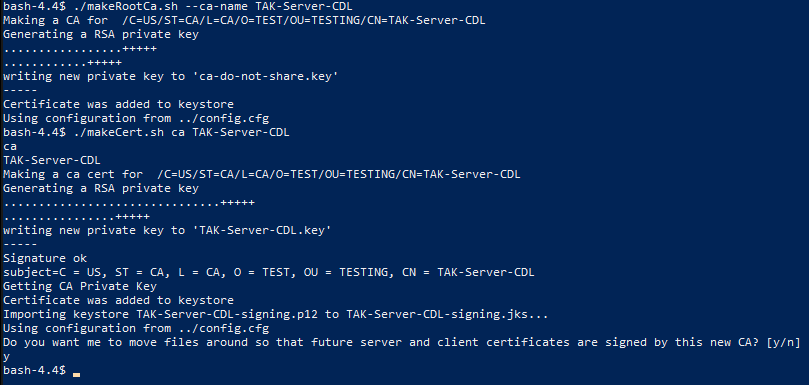 bash-4.4$ ./makeRootCa.sh --ca-name TAK-Server-CDL
Making a CA for  /C=US/ST=CA/L=CA/O=TEST/OU=TESTING/CN=TAK-Server-CDL
Generating a RSA private key
.................+++++
............+++++
writing new private key to 'ca-do-not-share.key'
-----
Certificate was added to keystore
Using configuration from ../config.cfg
bash-4.4$ ./makeCert.sh ca TAK-Server-CDL
ca
TAK-Server-CDL
Making a ca cert for  /C=US/ST=CA/L=CA/O=TEST/OU=TESTING/CN=TAK-Server-CDL
Generating a RSA private key
...............................+++++
................+++++
writing new private key to 'TAK-Server-CDL.key'
-----
Signature ok
subject=C = US, ST = CA, L = CA, O = TEST, OU = TESTING, CN = TAK-Server-CDL
Getting CA Private Key
Certificate was added to keystore
Importing keystore TAK-Server-CDL-signing.p12 to TAK-Server-CDL-signing.jks...
Using configuration from ../config.cfg
Do you want me to move files around so that future server and client certificates are signed by this new CA? [y/n]
y
bash-4.4$